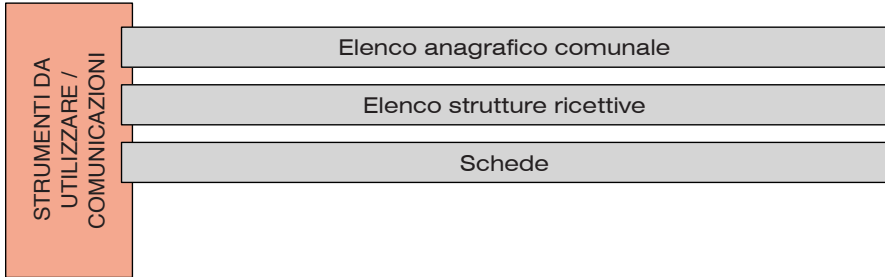 STRUMENTI DA
UTILIZZARE /
COMUNICAZIONI
Elenco anagrafico comunale
Elenco strutture ricettive
Schede